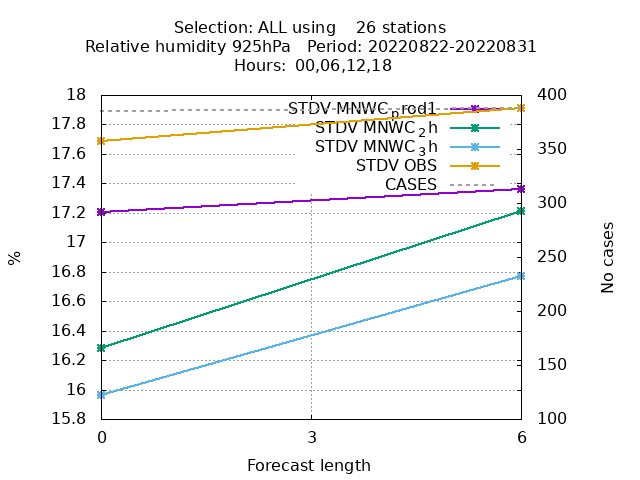 Selection: ALL using 26 stations
Relative humidity 925hPa Period: 20220822-20220831
Hours: 00,06,12,18
18
17.8
17.6
17.4
17.2
17
16.8
16.6
16.4
16.2
16
15.8
%
400
350
300
250
200
150
100
No cases
STDV MNWC_prod1
STDV MNWC_2h
STDV MNWC_3h
STDV OBS
CASES
0 3 6
Forecast length